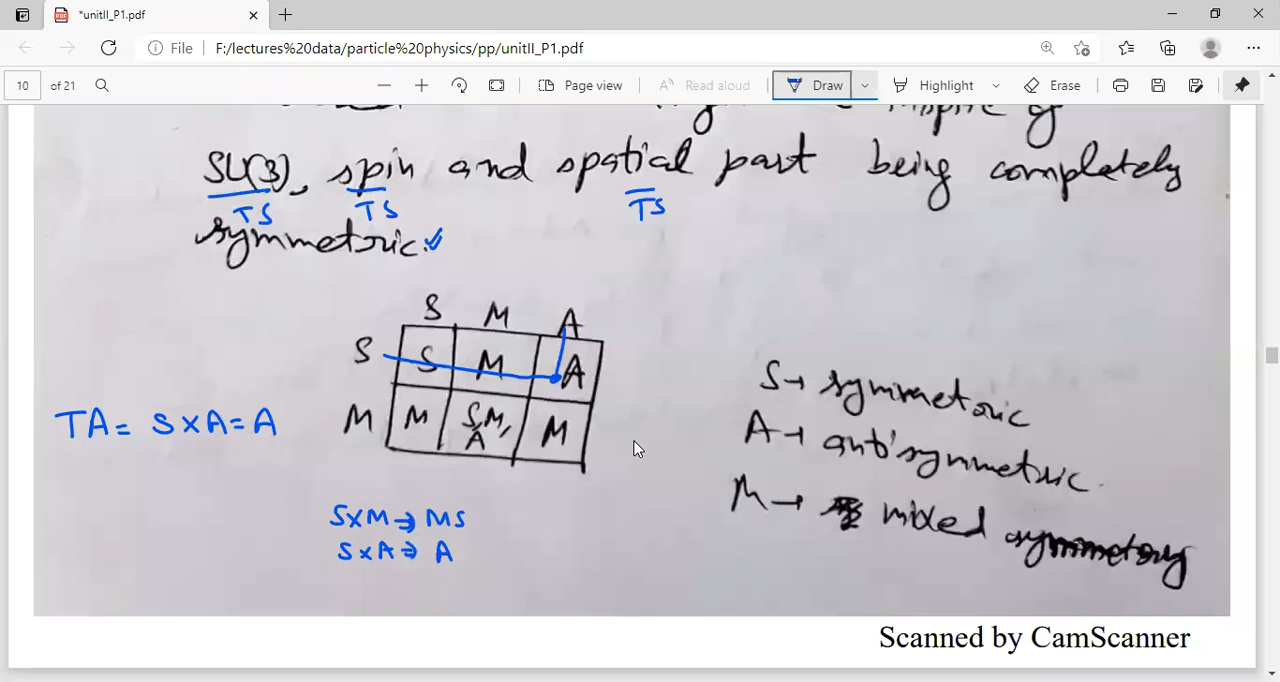 *unitII_P1.pdf
File F:/lectures%20data/particle%20physics/pp/unitII_P1.pdf
10 of 21 Page view Read aloud Draw Highlight Erase
SU(3), spin and spatial part being completely
TS TS TS
symmetric.
S M A
S S M A
M M S,M,A M
TA = S×A = A
S → symmetric
A → antisymmetric
M → mixed symmetry
S×M ⇒ MS
S×A ⇒ A
Scanned by CamScanner